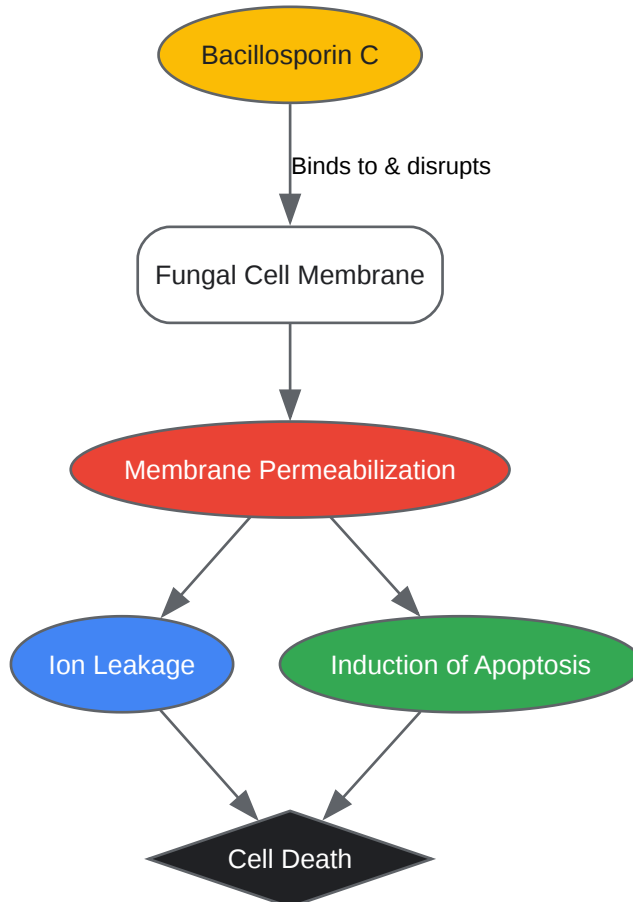 Bacillosporin C
Binds to & disrupts
Fungal Cell Membrane
Membrane Permeabilization
Ion Leakage
Induction of Apoptosis
Cell Death